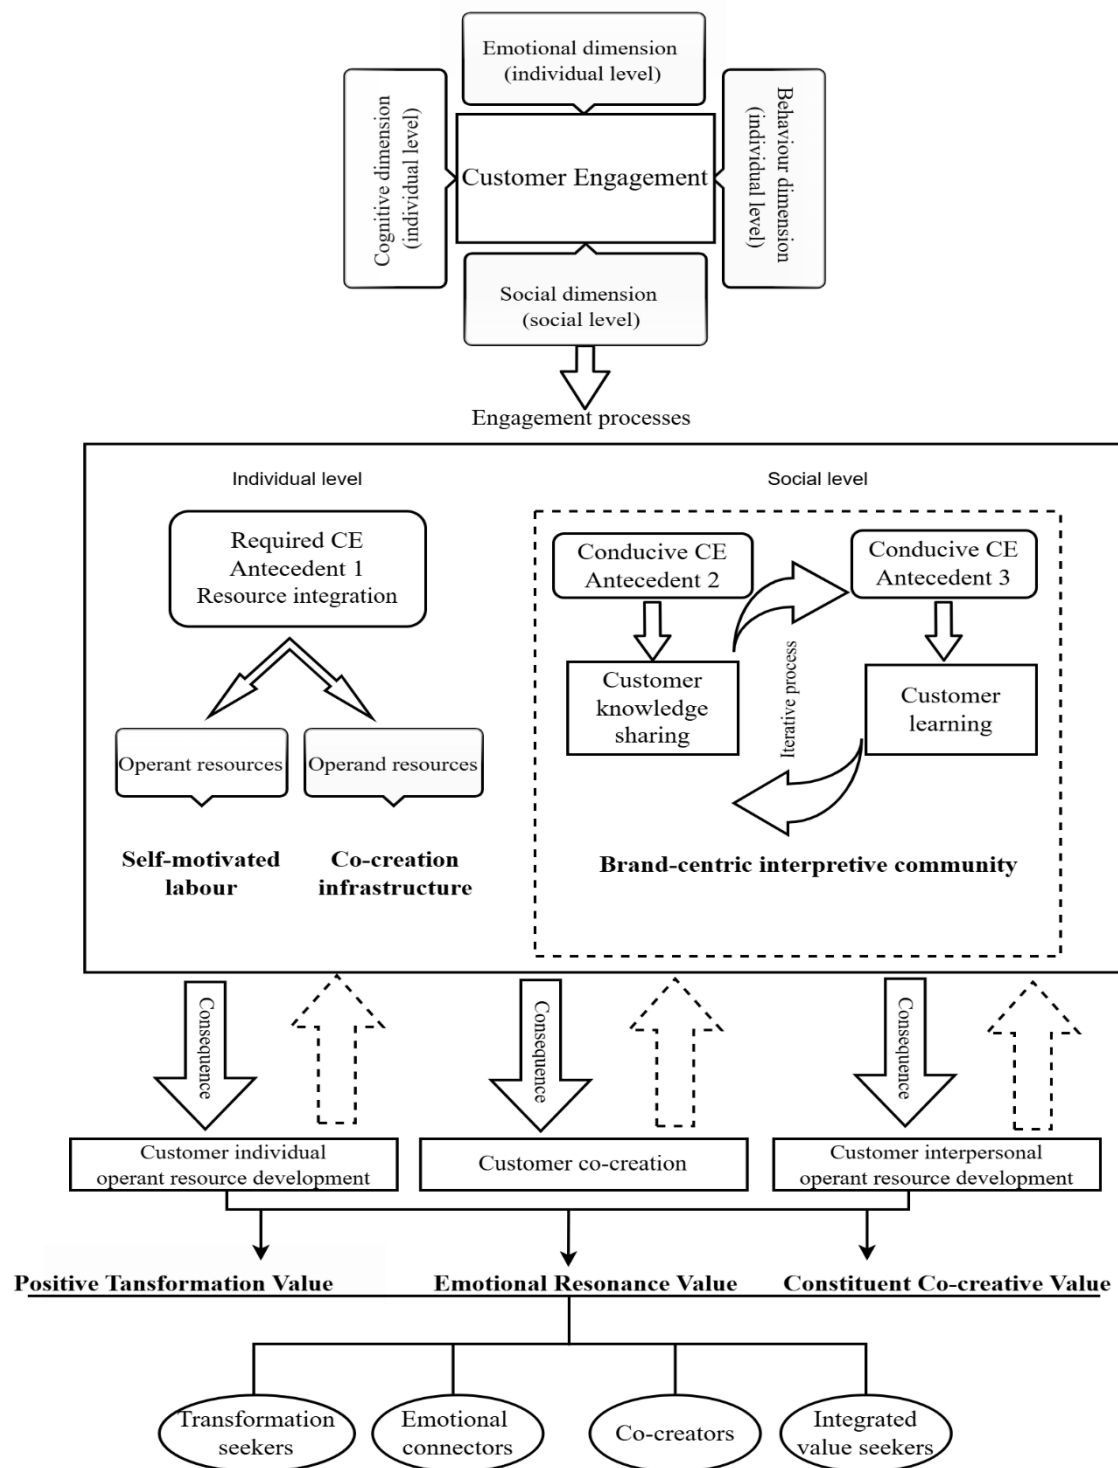 Emotional dimension
(individual level)
Cognitive dimension
(individual level)
Customer Engagement
Behaviour dimension
(individual level)
Social dimension
(social level)
Engagement processes
Individual level
Social level
Required CE
Antecedent 1
Resource integration
Conducive CE
Antecedent 2
Conducive CE
Antecedent 3
Iterative process
Customer
knowledge
sharing
Customer
learning
Operant resources
Operand resources
Self-motivated
labour
Co-creation
infrastructure
Brand-centric interpretive community
Consequence
Consequence
Consequence
Customer individual
operant resource development
Customer co-creation
Customer interpersonal
operant resource development
Positive Tansformation Value
Emotional Resonance Value
Constituent Co-creative Value
Transformation
seekers
Emotional
connectors
Co-creators
Integrated
value seekers